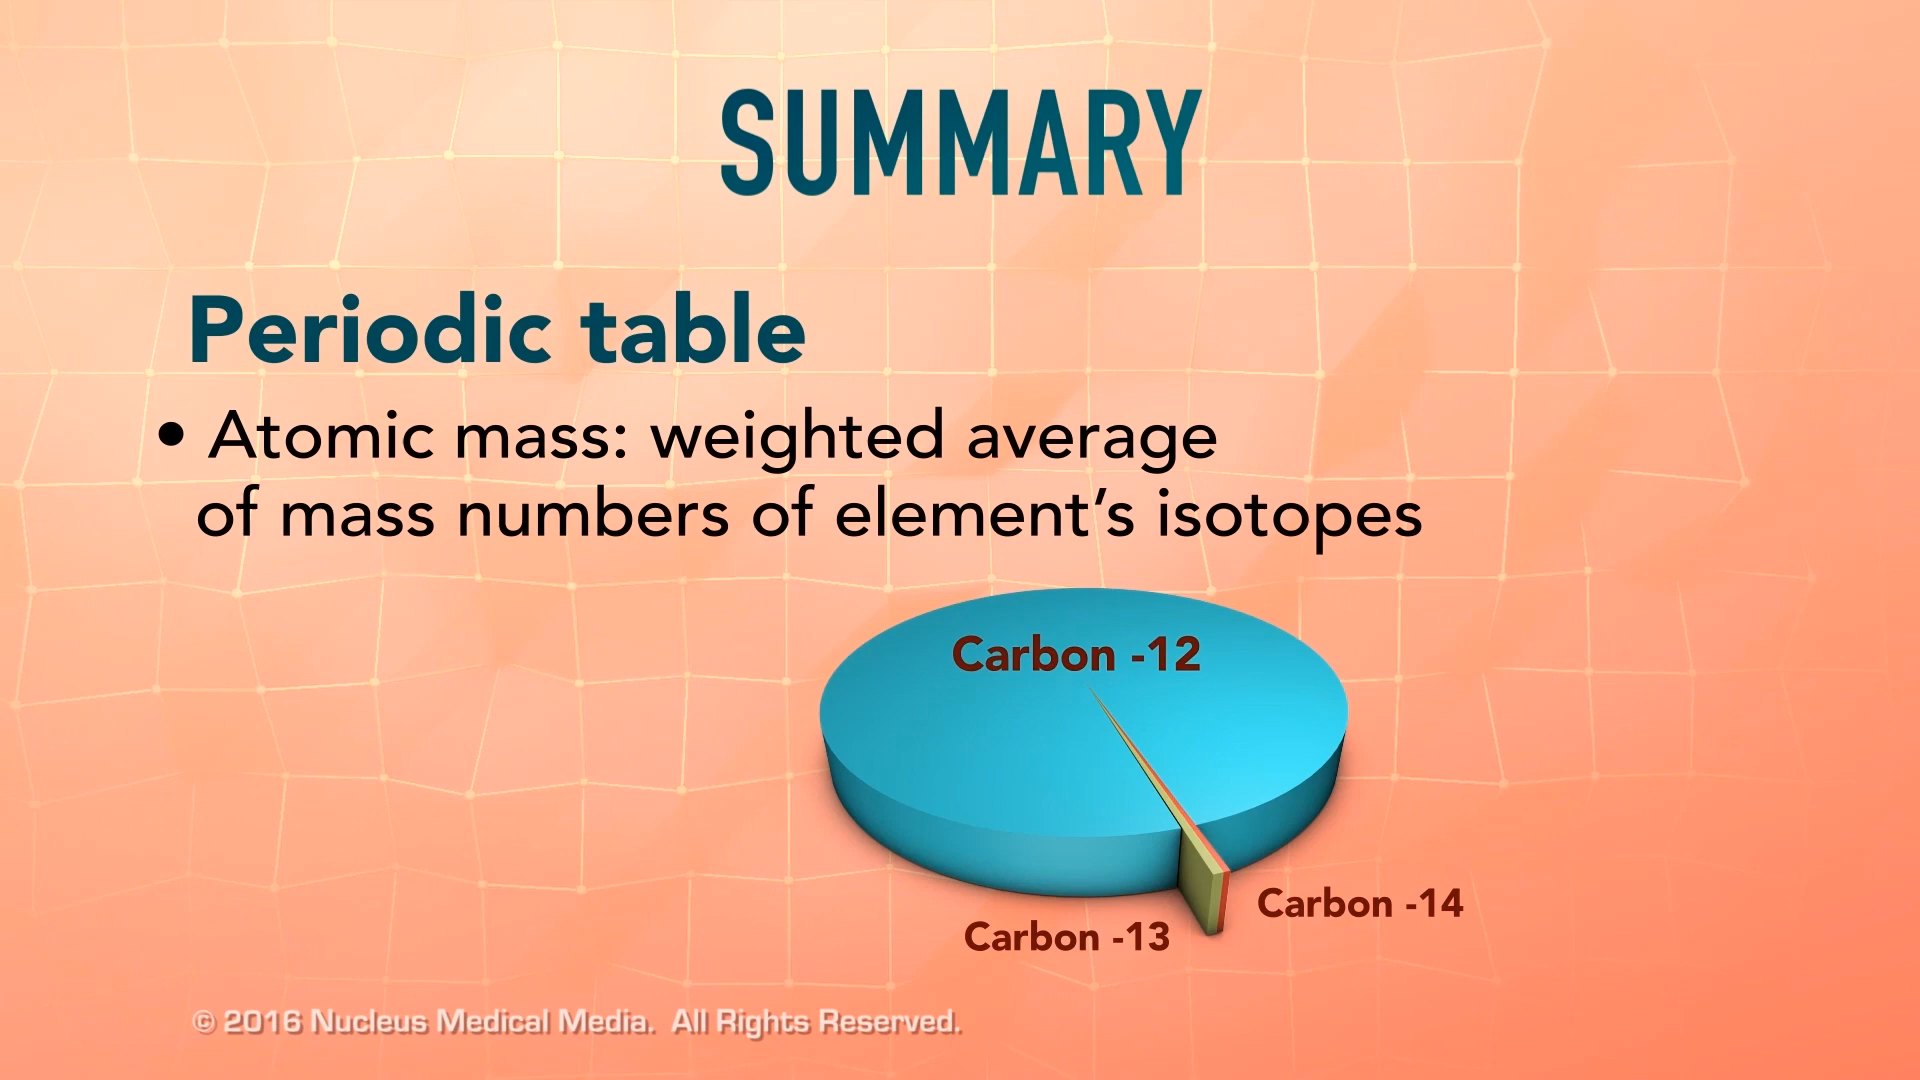 SUMMARY
Periodic table
• Atomic mass: weighted average
of mass numbers of element’s isotopes
Carbon -12
Carbon -14
Carbon -13
© 2016 Nucleus Medical Media. All Rights Reserved.